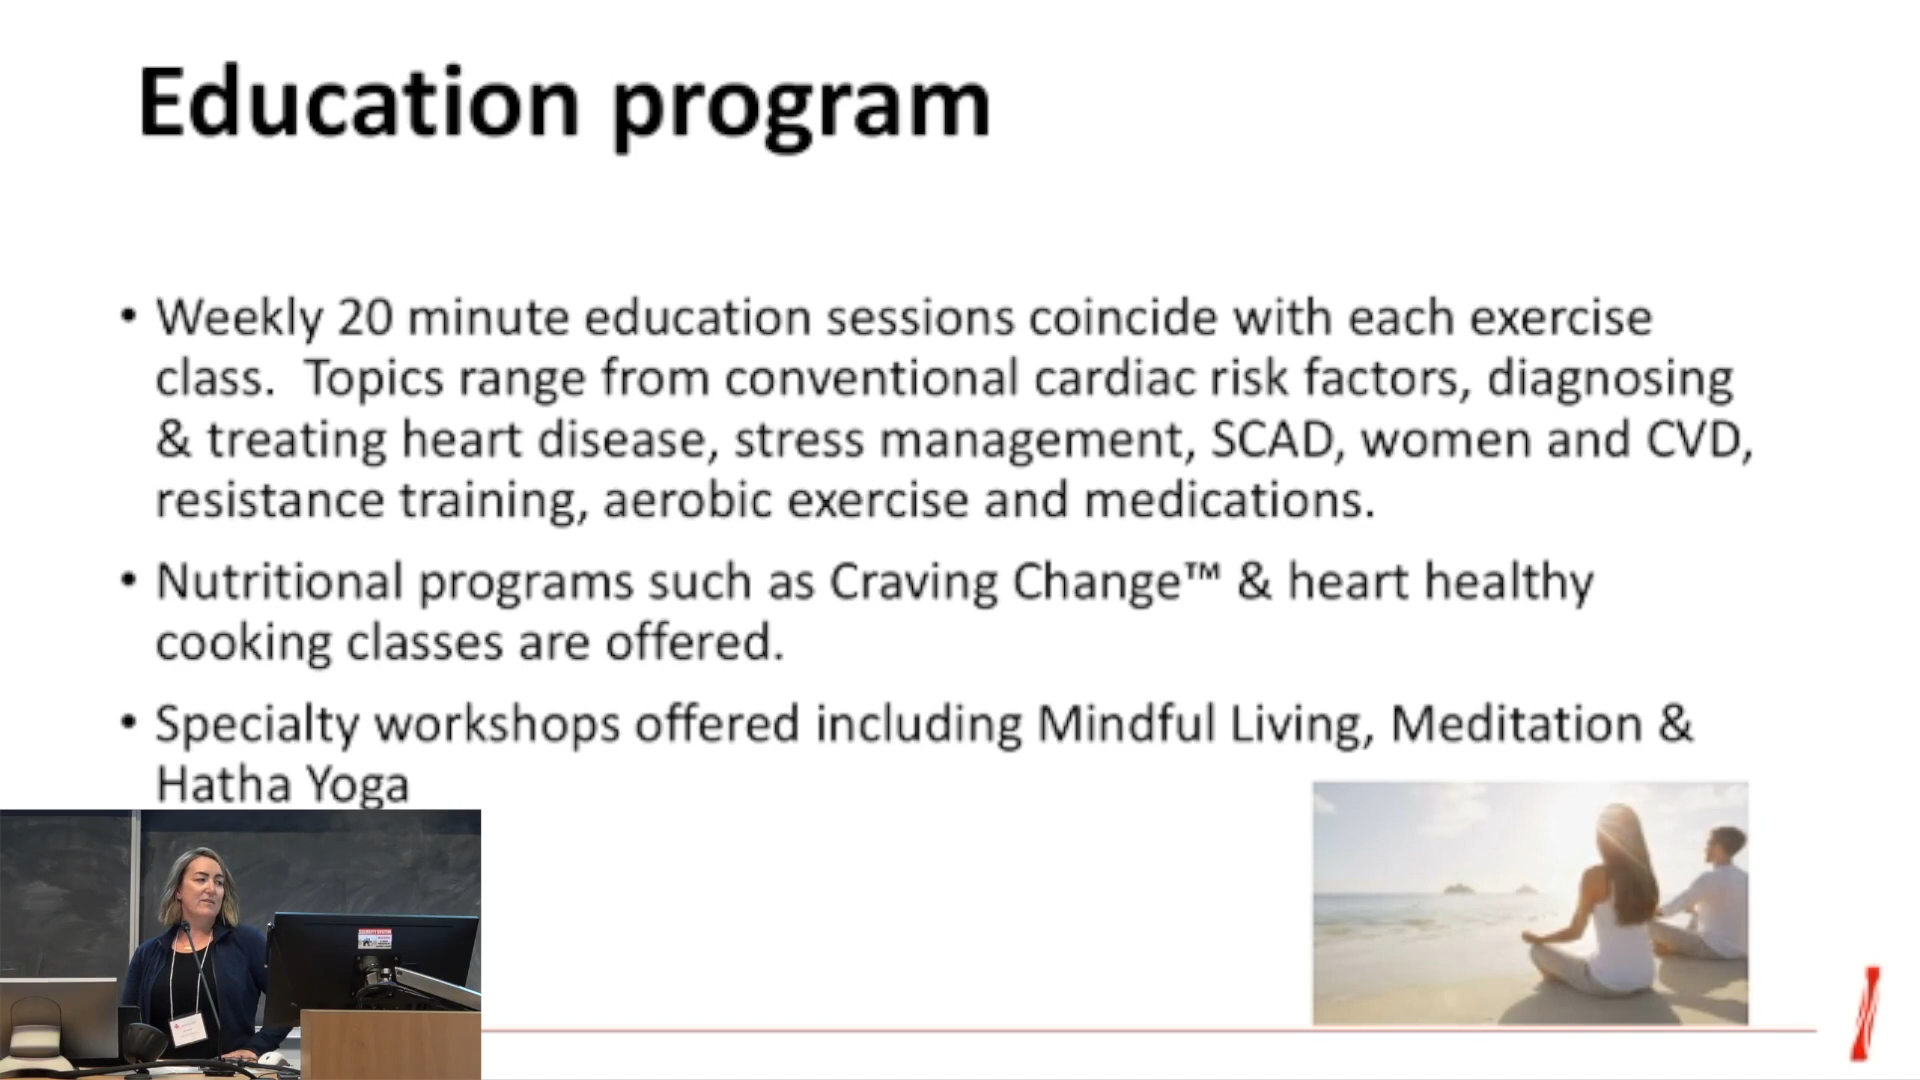 Education program
• Weekly 20 minute education sessions coincide with each exercise
class.  Topics range from conventional cardiac risk factors, diagnosing
& treating heart disease, stress management, SCAD, women and CVD,
resistance training, aerobic exercise and medications.
• Nutritional programs such as Craving Change™ & heart healthy
cooking classes are offered.
• Specialty workshops offered including Mindful Living, Meditation &
Hatha Yoga